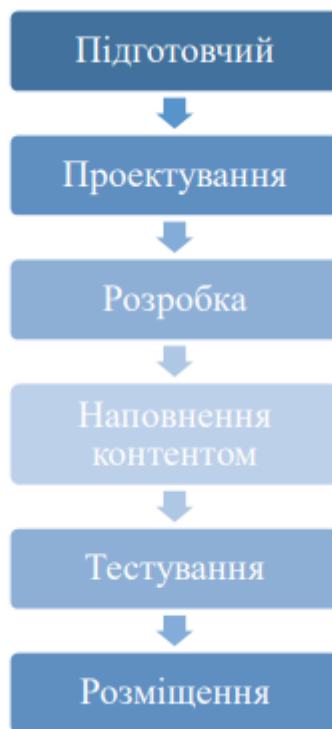 Підготовчий
Проектування
Розробка
Наповнення
контентом
Тестування
Розміщення